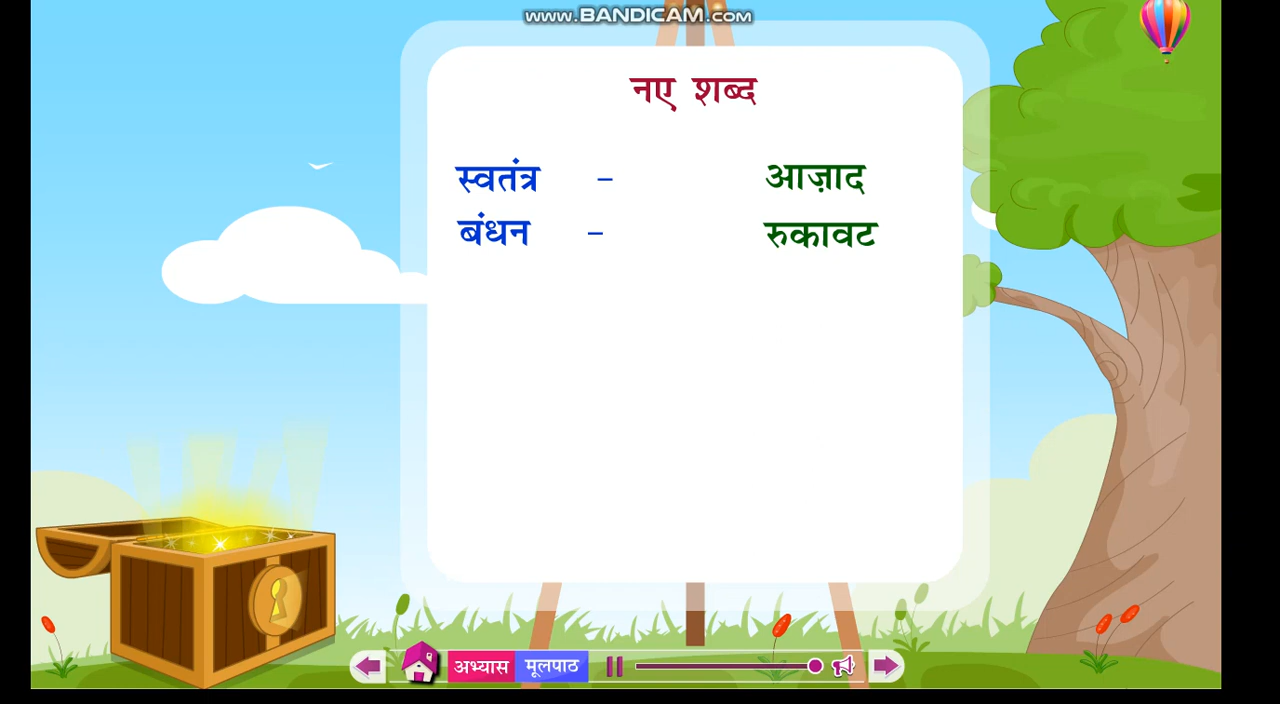 www.BANDICAM.com
नए शब्द
स्वतंत्र - आज़ाद
बंधन - रुकावट
अभ्यास मूलपाठ